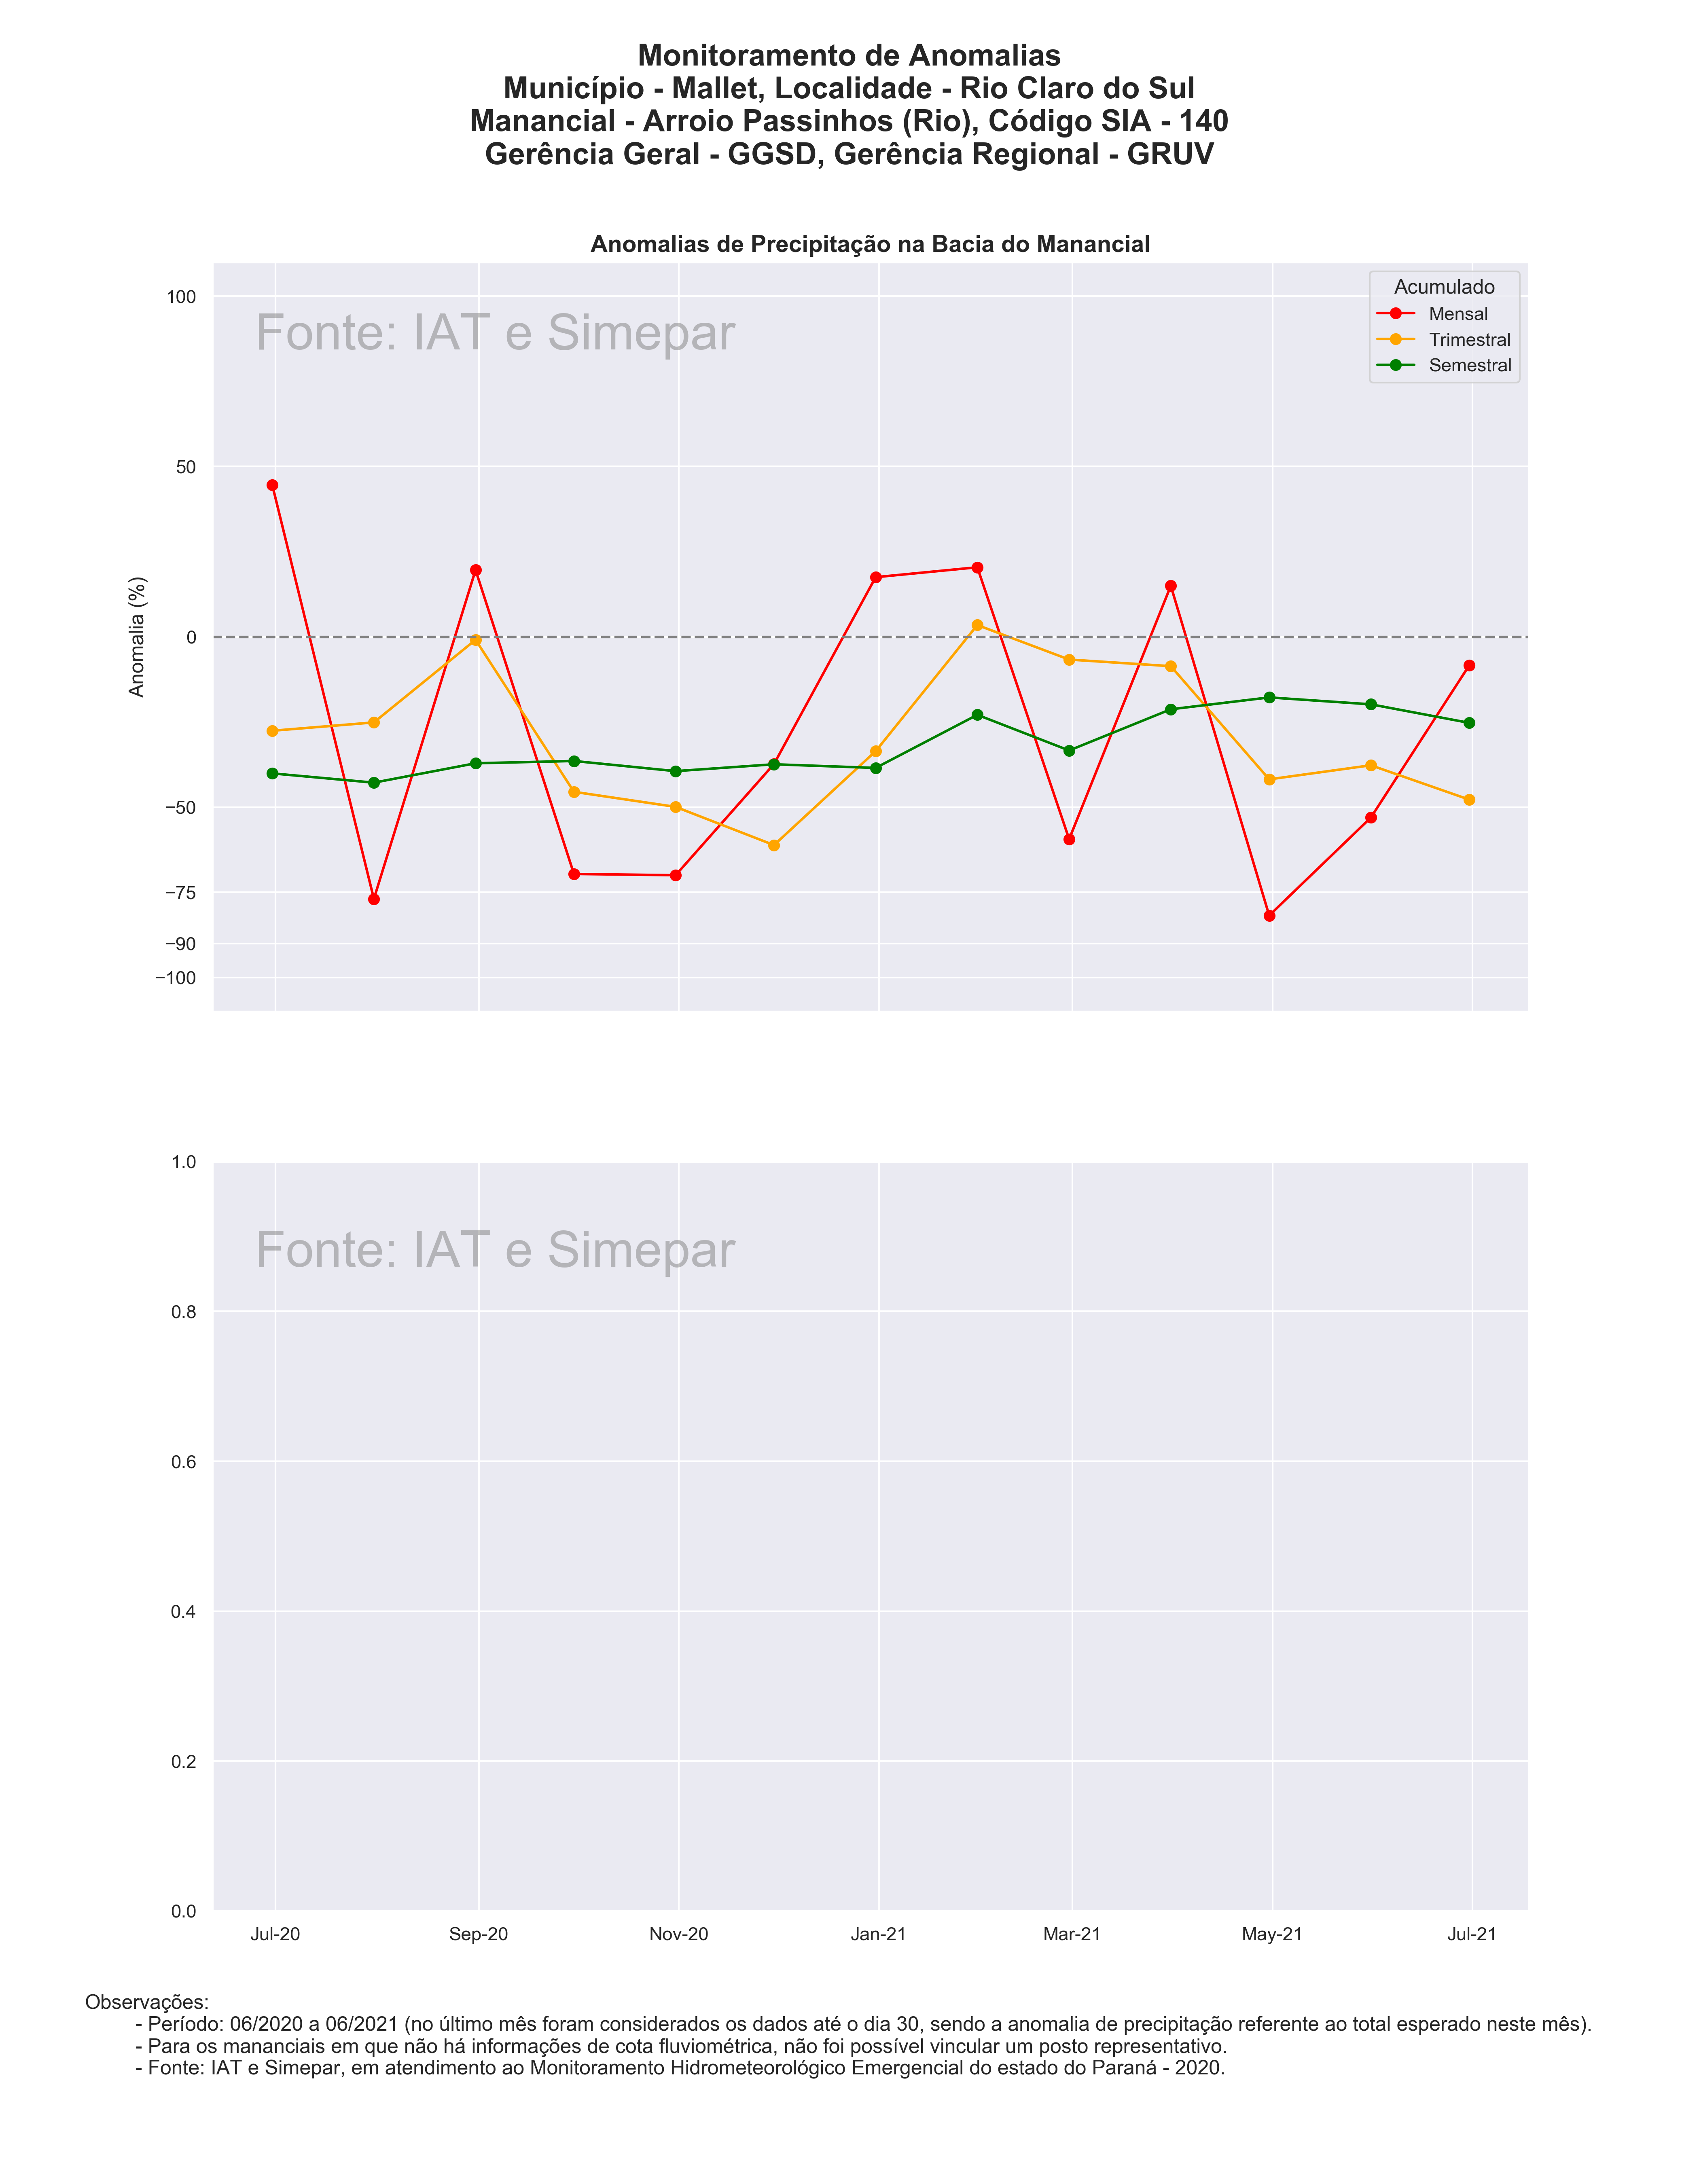 Monitoramento de Anomalias
Município - Mallet, Localidade - Rio Claro do Sul
Manancial - Arroio Passinhos (Rio), Código SIA - 140
Gerência Geral - GGSD, Gerência Regional - GRUV
Anomalias de Precipitação na Bacia do Manancial
Fonte: IAT e Simepar
Acumulado
Mensal
Trimestral
Semestral
Anomalia (%)
100
50
0
−50
−75
−90
−100
Fonte: IAT e Simepar
1.0
0.8
0.6
0.4
0.2
0.0
Jul-20 Sep-20 Nov-20 Jan-21 Mar-21 May-21 Jul-21
Observações:
- Período: 06/2020 a 06/2021 (no último mês foram considerados os dados até o dia 30, sendo a anomalia de precipitação referente ao total esperado neste mês).
- Para os mananciais em que não há informações de cota fluviométrica, não foi possível vincular um posto representativo.
- Fonte: IAT e Simepar, em atendimento ao Monitoramento Hidrometeorológico Emergencial do estado do Paraná - 2020.